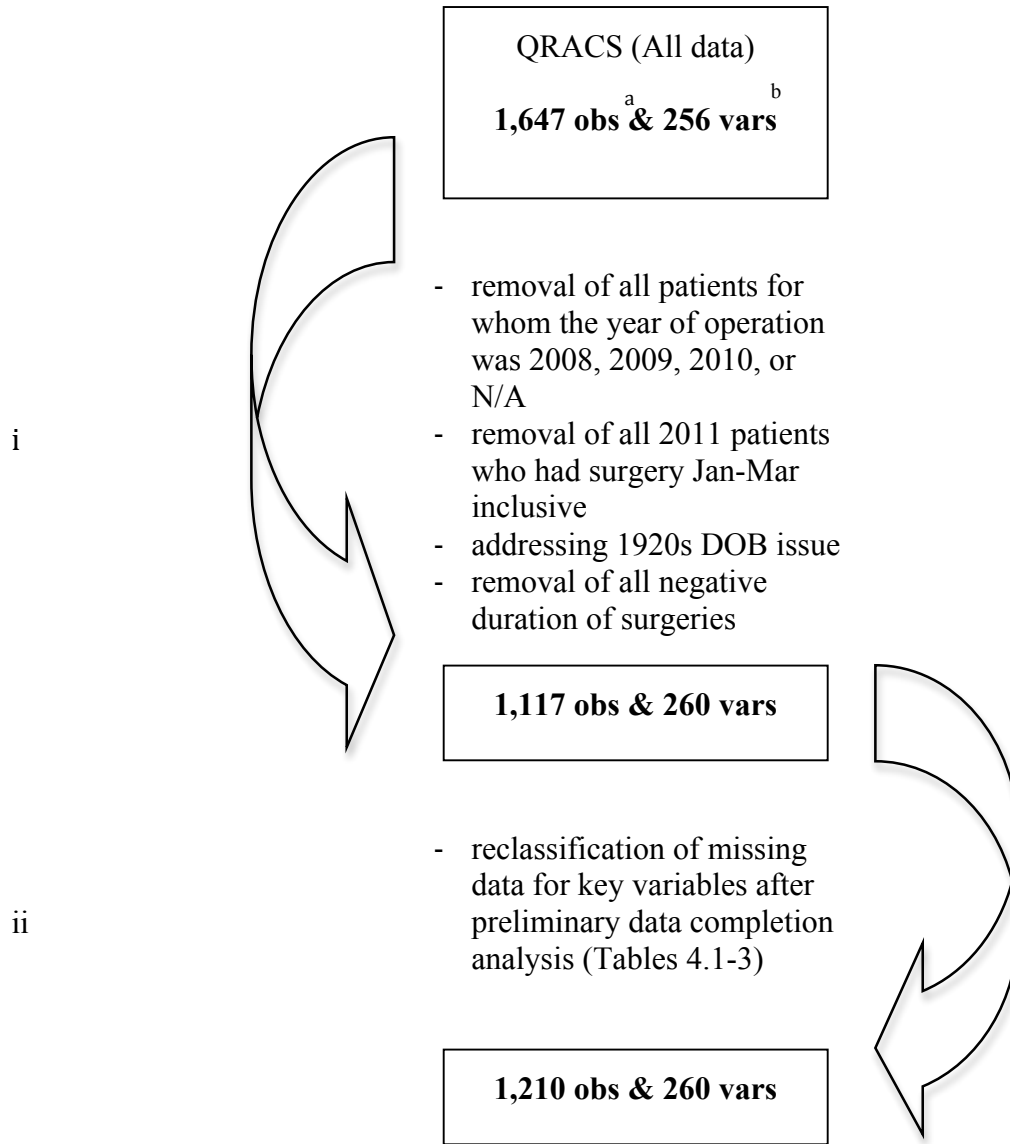 QRACS (All data)
1,647 obs a & 256 vars b
- removal of all patients for
whom the year of operation
was 2008, 2009, 2010, or
N/A
i
- removal of all 2011 patients
who had surgery Jan-Mar
inclusive
- addressing 1920s DOB issue
- removal of all negative
duration of surgeries
1,117 obs & 260 vars
- reclassification of missing
data for key variables after
ii
preliminary data completion
analysis (Tables 4.1-3)
1,210 obs & 260 vars